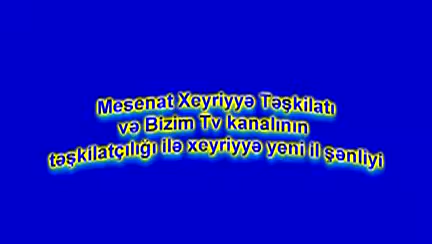 Mesenat Xeyriyyə Təşkilatı
və Bizim Tv kanalının
təşkilatçılığı ilə xeyriyyə yeni il şənliyi